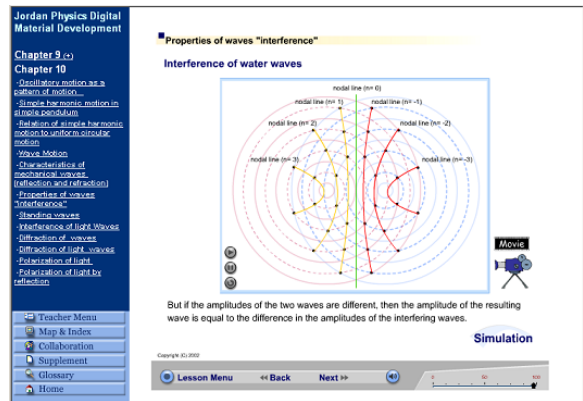 Jordan Physics Digital
Material Development
Chapter 9 (+)
Chapter 10
-Oscillatory motion as a
pattern of motion
-Simple harmonic motion in
simple pendulum
-Relation of simple harmonic
motion to uniform circular
motion
-Wave Motion
-Characteristics of
mechanical waves
(reflection and refraction)
-Properties of waves
"interference"
-Standing waves
-Interference of light Waves
-Diffraction of waves
-Diffraction of light waves
-Polarization of light
-Polarization of light by
reflection
Teacher Menu
Map & Index
Collaboration
Supplement
Glossary
Home
Properties of waves "interference"
Interference of water waves
nodal line (n= 0)
nodal line (n= 1)
nodal line (n= -1)
nodal line (n= 2)
nodal line (n= -2)
nodal line (n= 3)
nodal line (n= -3)
Movie
But if the amplitudes of the two waves are different, then the amplitude of the resulting
wave is equal to the difference in the amplitudes of the interfering waves.
Simulation
Copyright (C) 2002
Lesson Menu
Back
Next
0 50 100